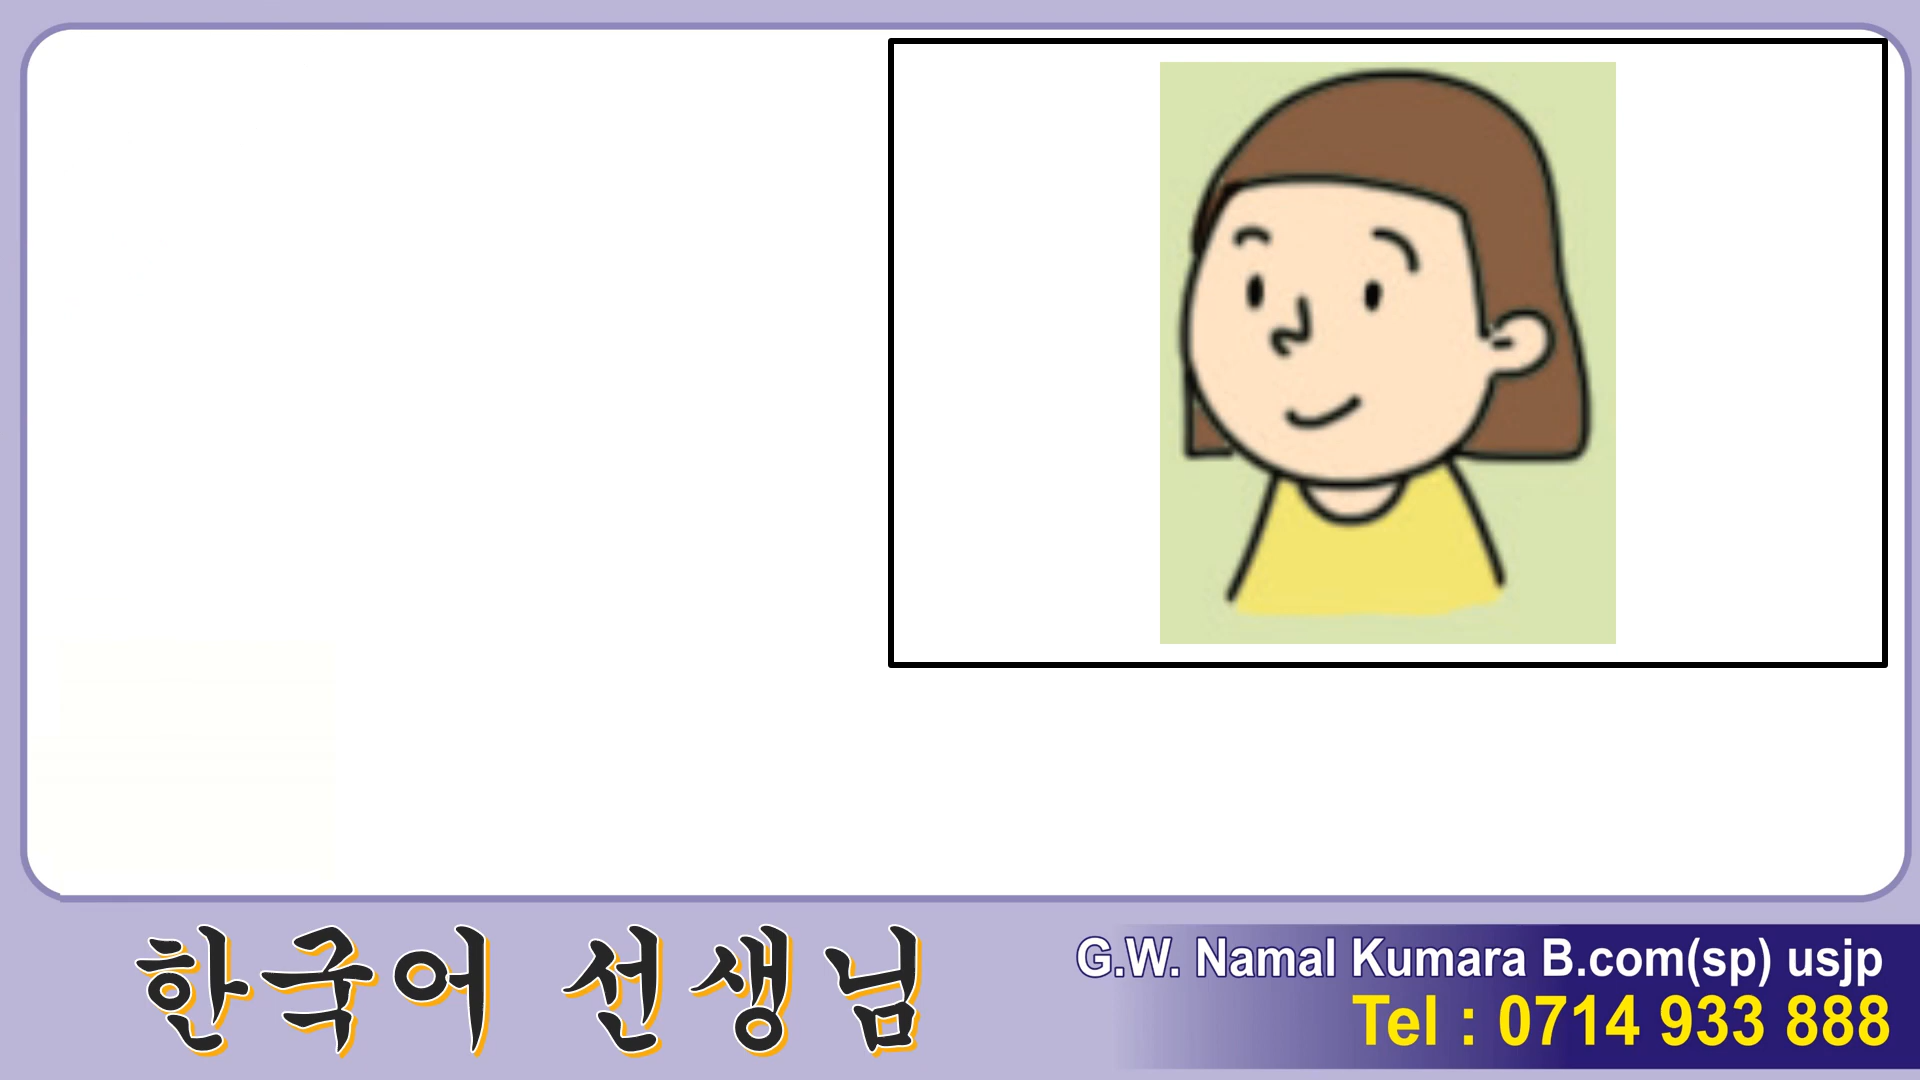 한국어 선생님
G.W. Namal Kumara B.com(sp) usjp
Tel : 0714 933 888